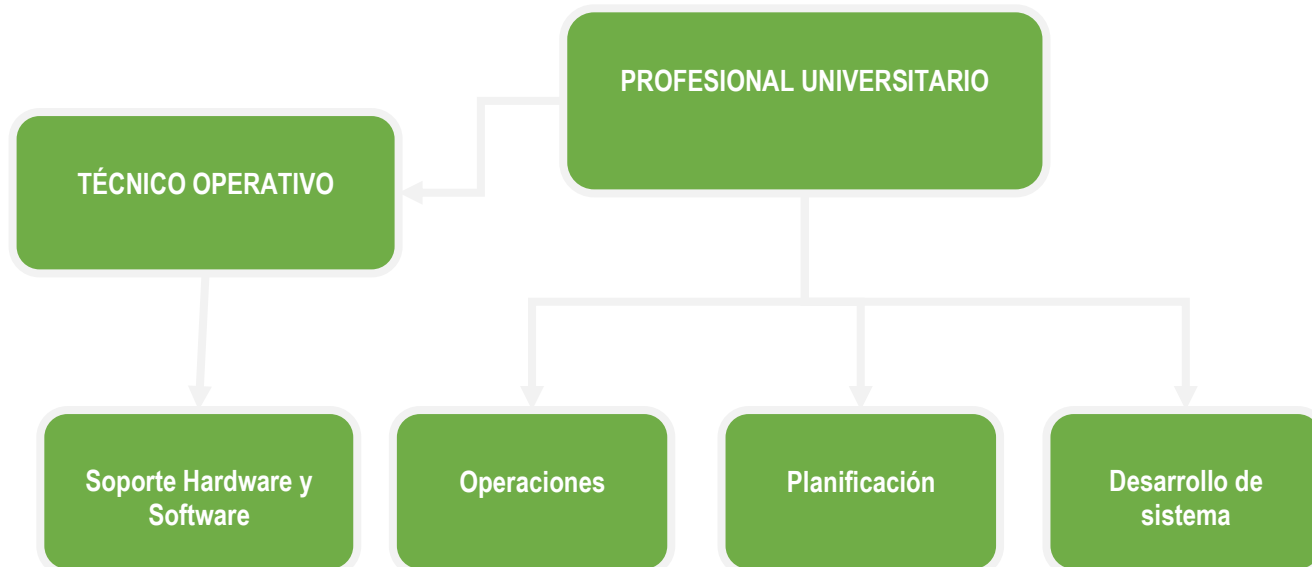 PROFESIONAL UNIVERSITARIO
TÉCNICO OPERATIVO
Soporte Hardware y
Software
Operaciones
Planificación
Desarrollo de
sistema